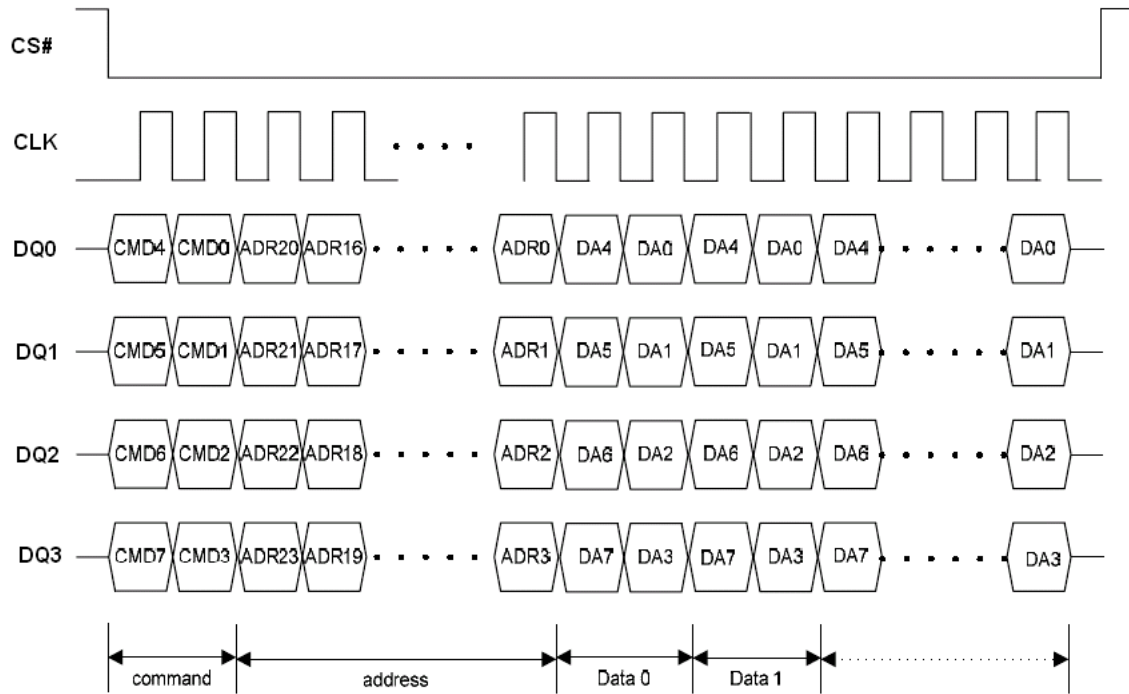 CS#
CLK
DQ0 CMD4 CMD0 ADR20 ADR16 ADR0 DA4 DA0 DA4 DA0 DA4 DA0
DQ1 CMD5 CMD1 ADR21 ADR17 ADR1 DA5 DA1 DA5 DA1 DA5 DA1
DQ2 CMD6 CMD2 ADR22 ADR18 ADR2 DA6 DA2 DA6 DA2 DA6 DA2
DQ3 CMD7 CMD3 ADR23 ADR19 ADR3 DA7 DA3 DA7 DA3 DA7 DA3
command address Data 0 Data 1